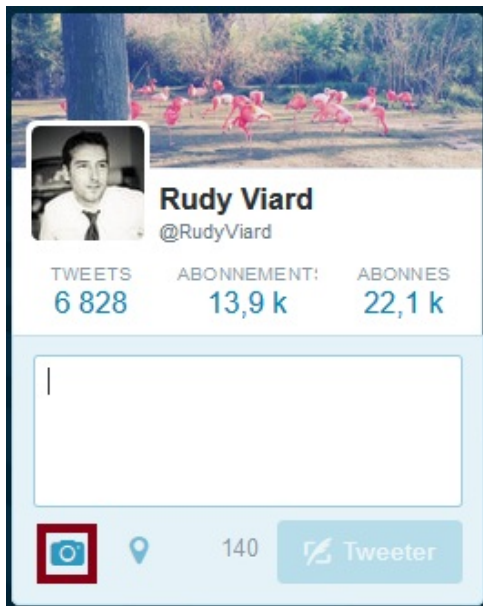 Rudy Viard
@RudyViard
TWEETS ABONNEMENTS ABONNES
6 828 13,9 k 22,1 k
140 Tweeter